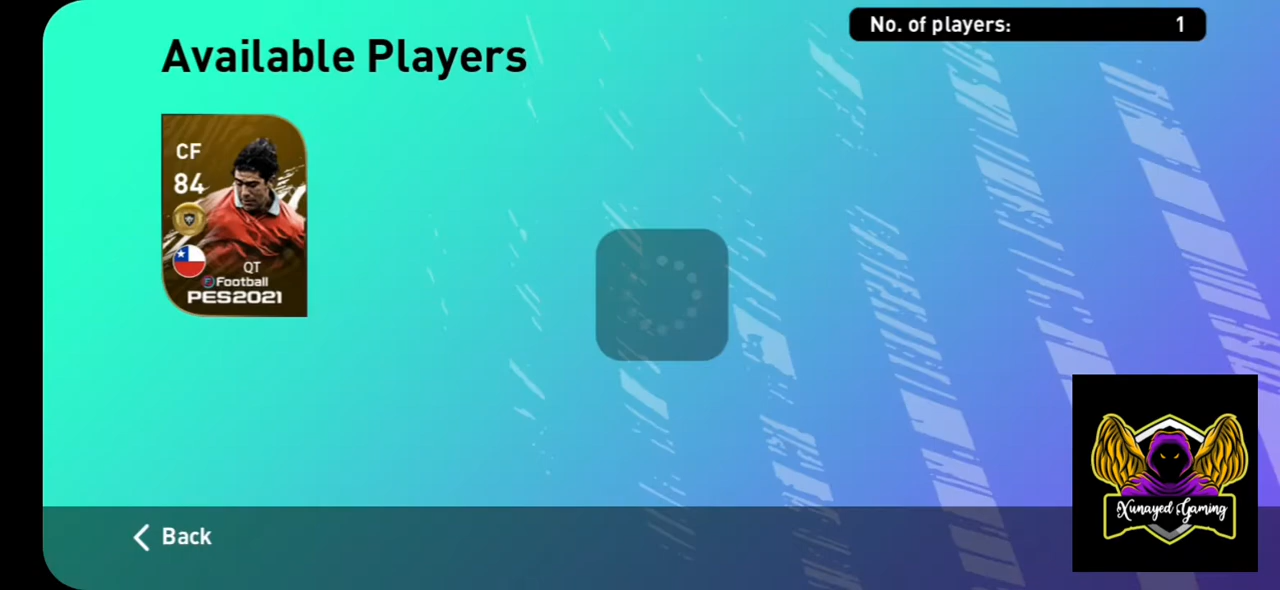 No. of players: 1
Available Players
CF
84
QT
eFootball
PES2021
Back
Xunayed Gaming